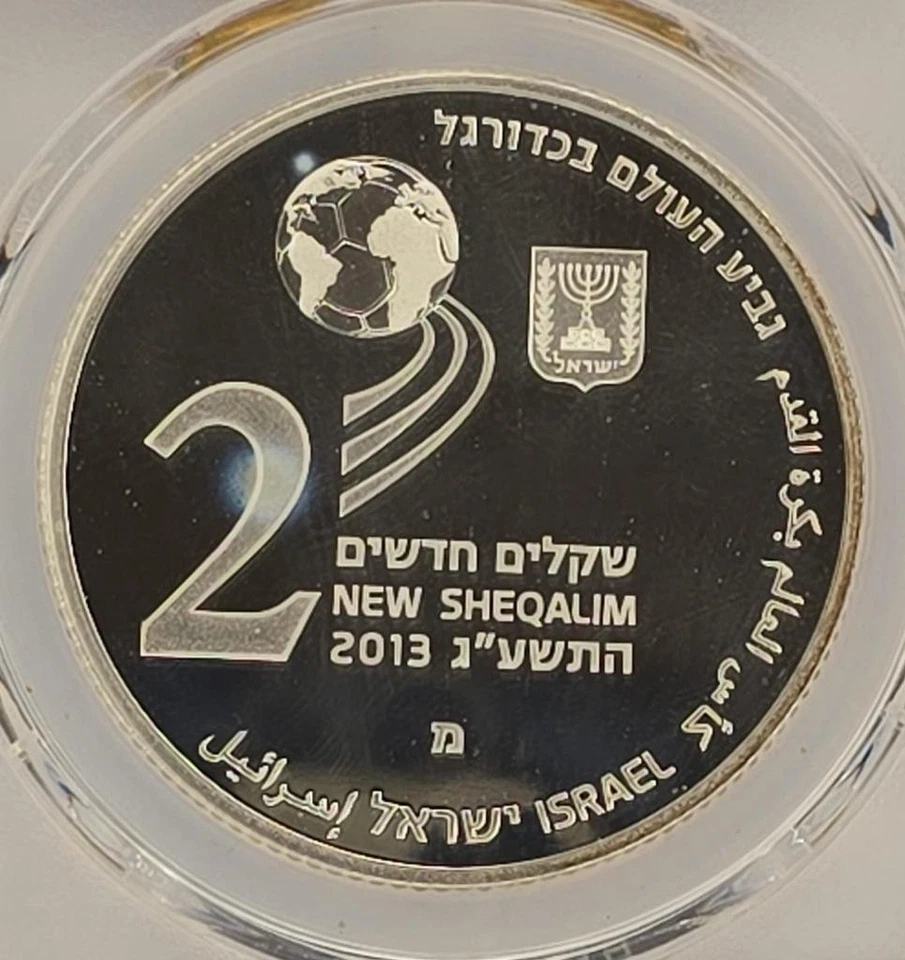 גביע העולם בכדורגל
كأس العالم بكرة القدم
ישראל
2
שקלים חדשים
NEW SHEQALIM
2013 התשע"ג
מ
إسرائيل ישראל ISRAEL